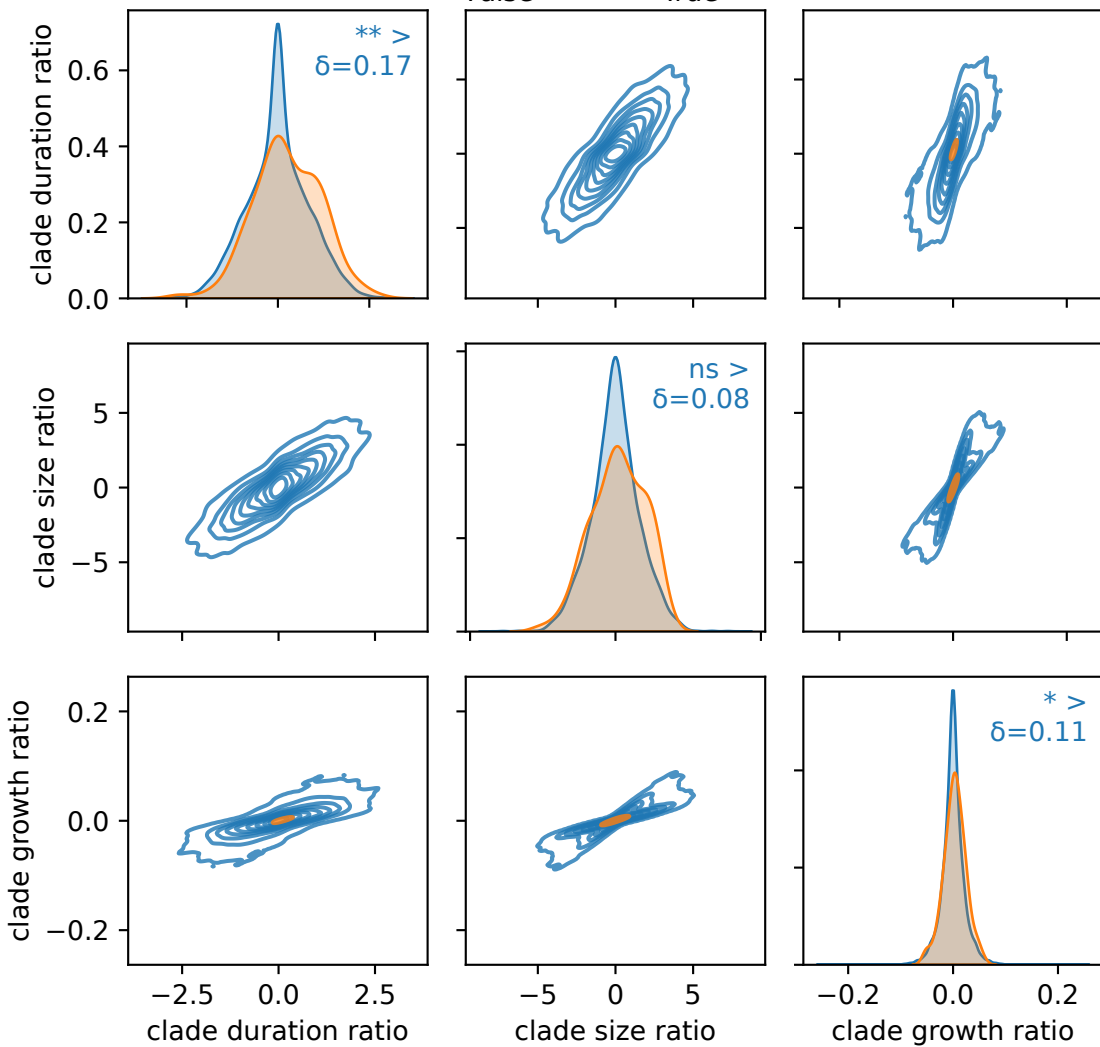 clade duration ratio
0.6
0.4
0.2
0.0
** >
δ=0.17
clade size ratio
5
0
−5
ns >
δ=0.08
clade growth ratio
0.2
0.0
−0.2
* >
δ=0.11
−2.5 0.0 2.5
−5 0 5
−0.2 0.0 0.2
clade duration ratio
clade size ratio
clade growth ratio